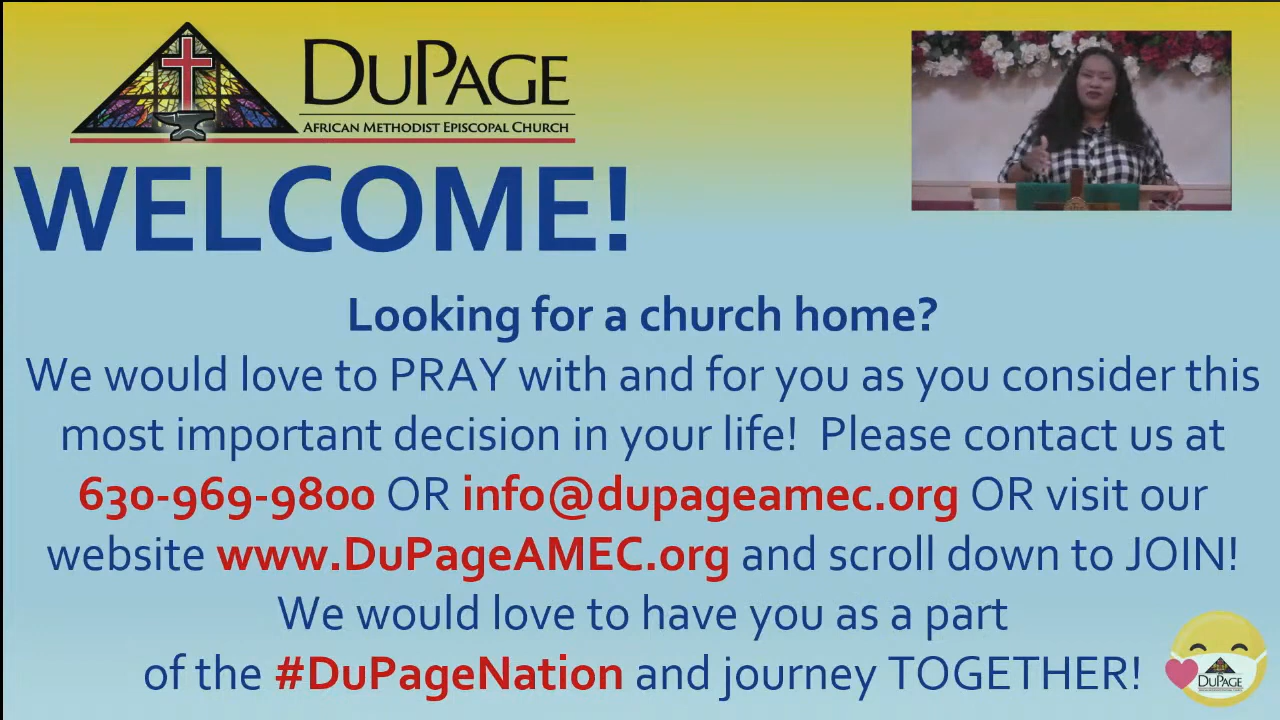 DUPAGE
AFRICAN METHODIST EPISCOPAL CHURCH
WELCOME!
Looking for a church home?
We would love to PRAY with and for you as you consider this
most important decision in your life!  Please contact us at
630-969-9800 OR info@dupageamec.org OR visit our
website www.DuPageAMEC.org and scroll down to JOIN!
We would love to have you as a part
of the #DuPageNation and journey TOGETHER!
DUPAGE